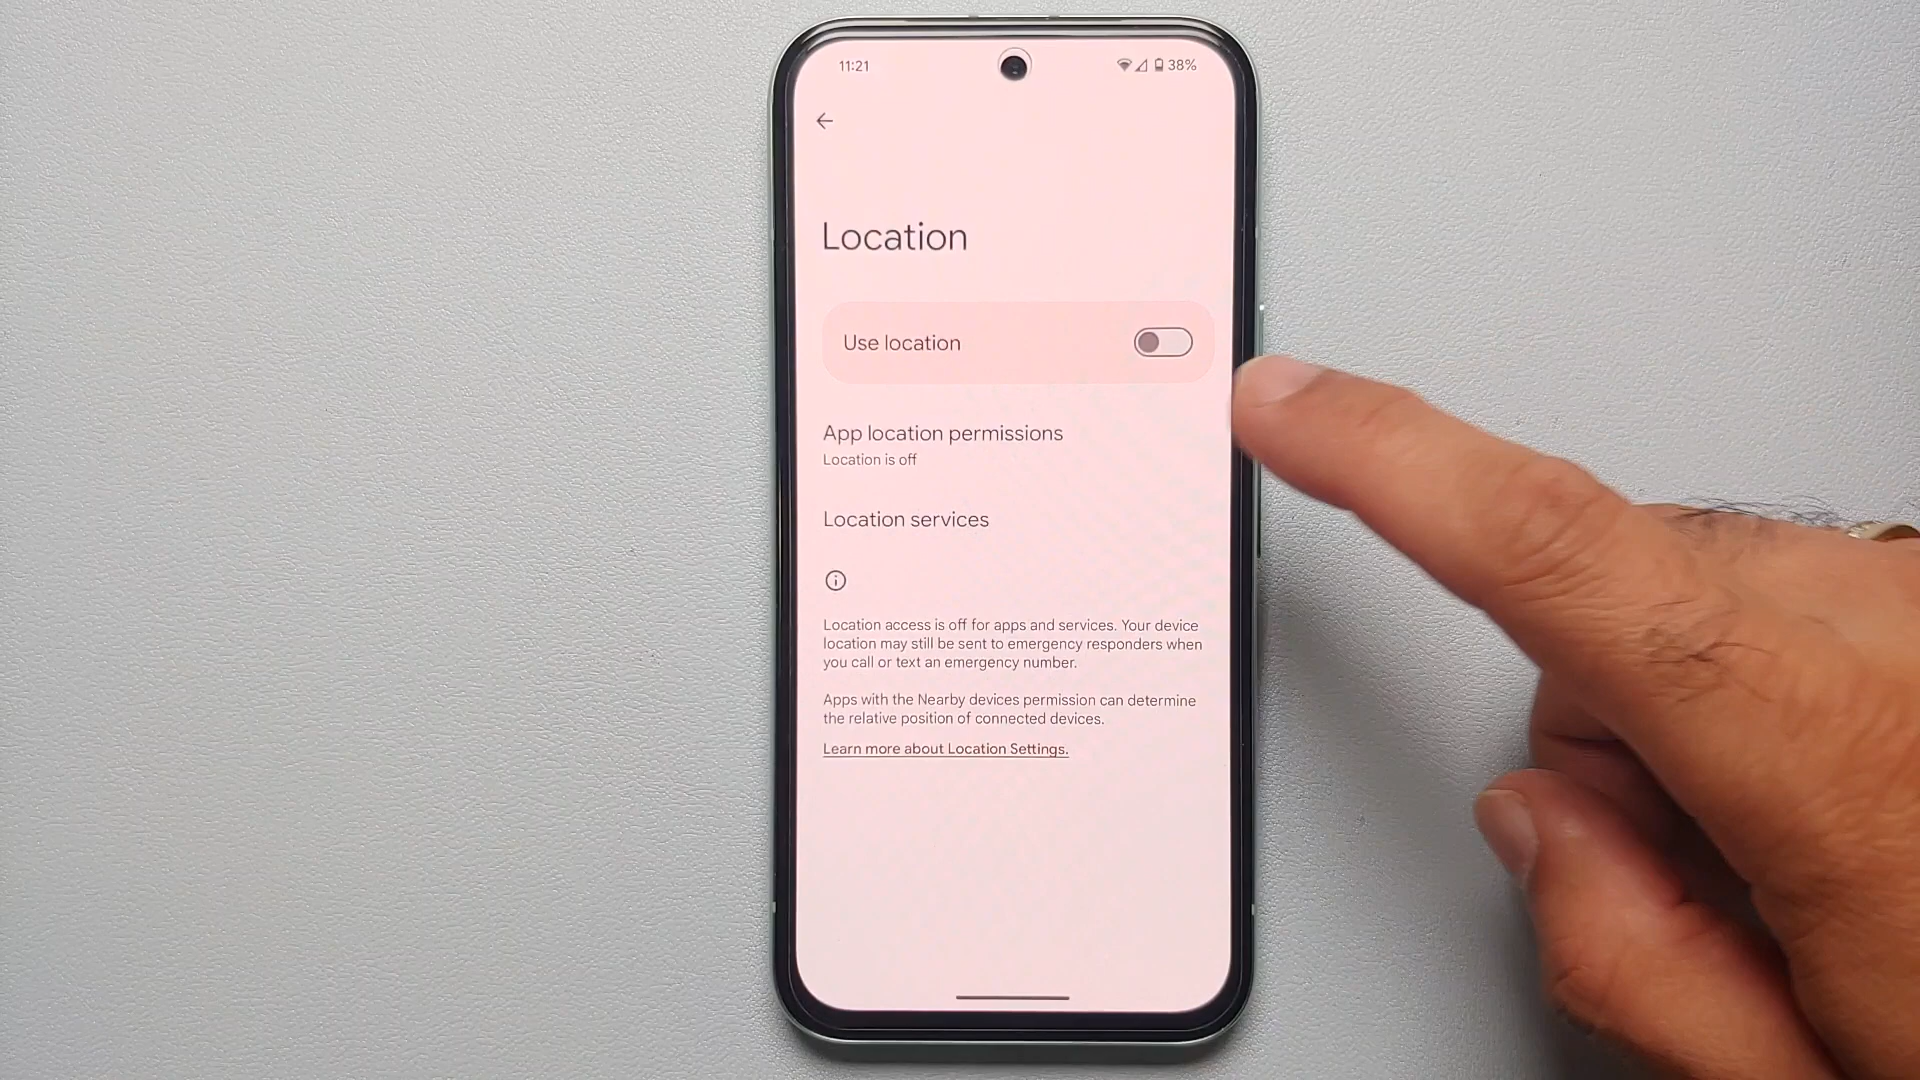 11:21
38%
Location
Use location
App location permissions
Location is off
Location services
Location access is off for apps and services. Your device
location may still be sent to emergency responders when
you call or text an emergency number.
Apps with the Nearby devices permission can determine
the relative position of connected devices.
Learn more about Location Settings.